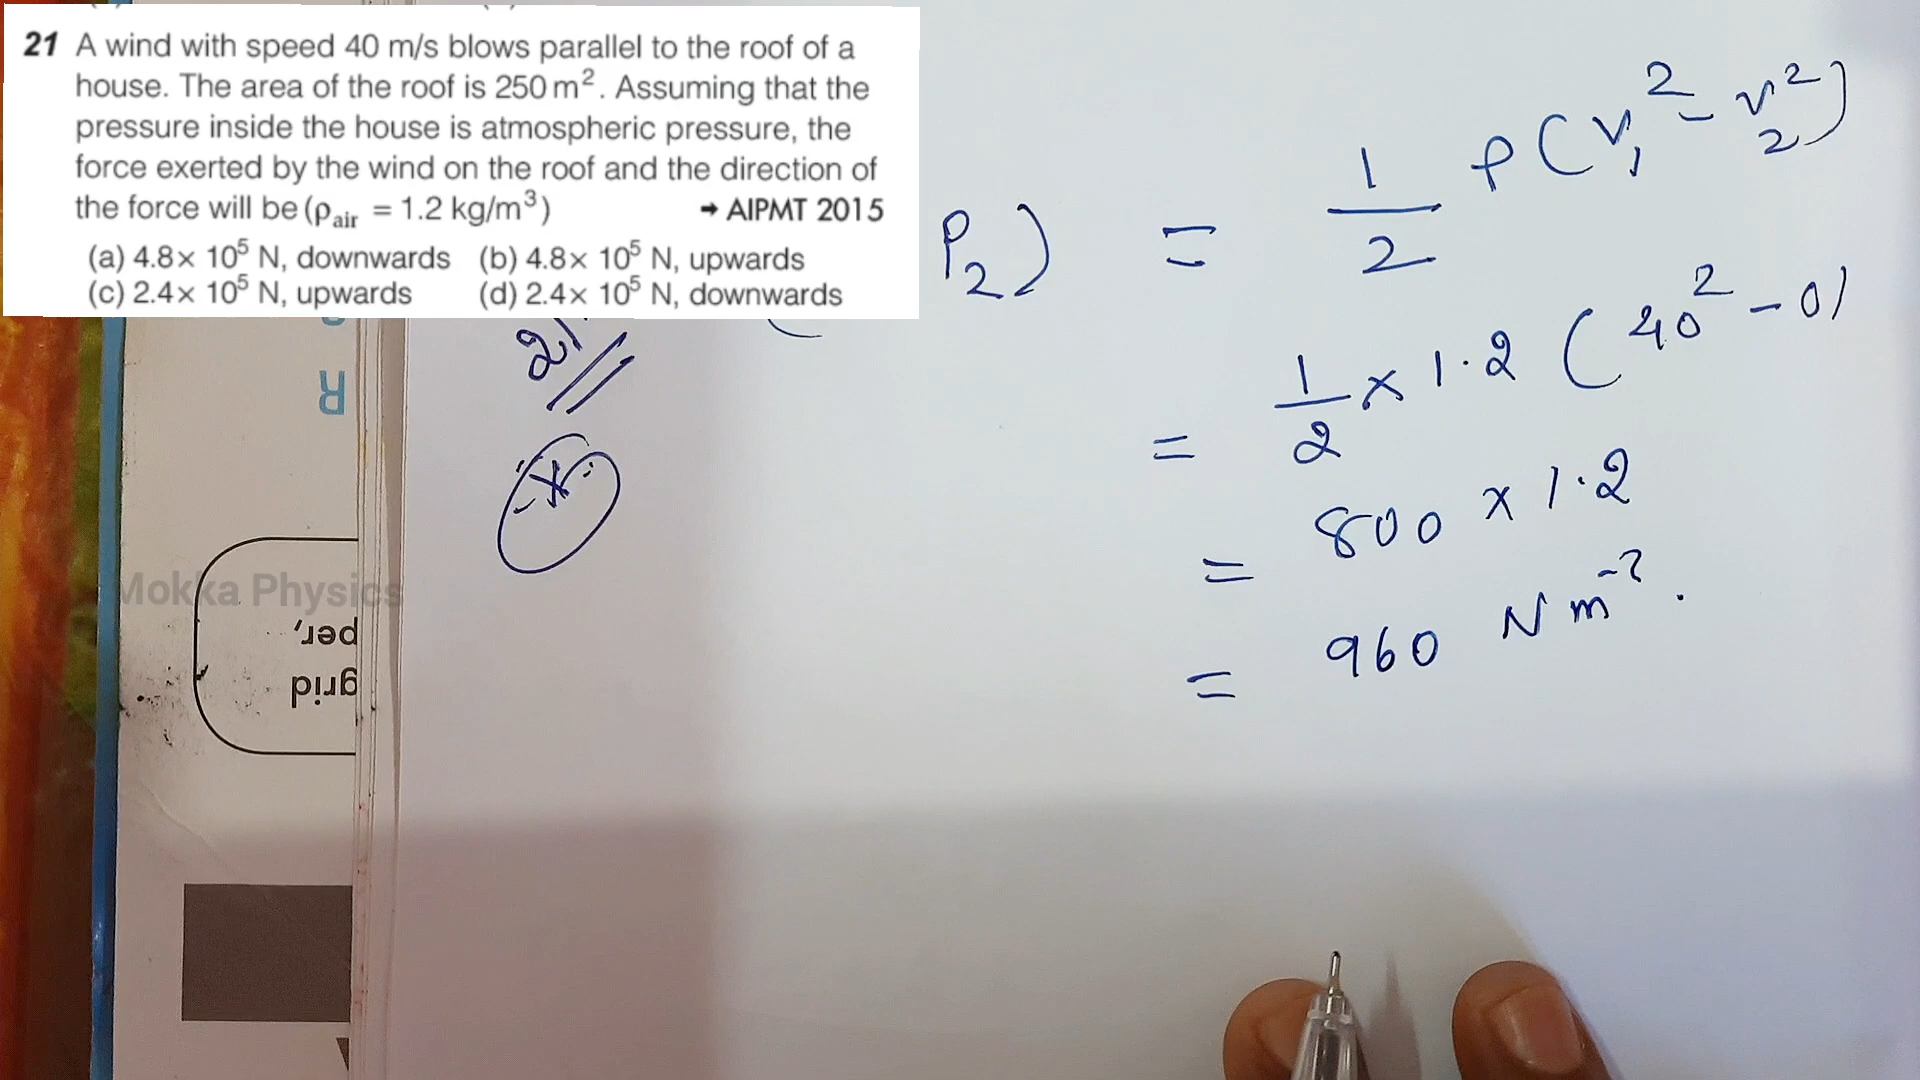 21 A wind with speed 40 m/s blows parallel to the roof of a
house. The area of the roof is 250 m². Assuming that the
pressure inside the house is atmospheric pressure, the
force exerted by the wind on the roof and the direction of
the force will be (ρair = 1.2 kg/m³) → AIPMT 2015
(a) 4.8× 10⁵ N, downwards (b) 4.8× 10⁵ N, upwards
(c) 2.4× 10⁵ N, upwards (d) 2.4× 10⁵ N, downwards
P₂) = 1/2 ρ(v₁² - v₂²)
= 1/2 × 1.2 (40² - 0)
= 800 × 1.2
= 960 N m⁻².
21
R
Mokka Physics
per,
grid